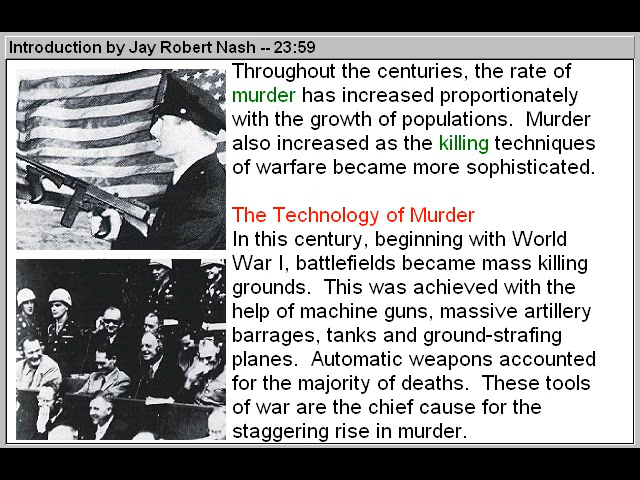 Introduction by Jay Robert Nash -- 23:59
Throughout the centuries, the rate of
murder has increased proportionately
with the growth of populations.  Murder
also increased as the killing techniques
of warfare became more sophisticated.
The Technology of Murder
In this century, beginning with World
War I, battlefields became mass killing
grounds.  This was achieved with the
help of machine guns, massive artillery
barrages, tanks and ground-strafing
planes.  Automatic weapons accounted
for the majority of deaths.  These tools
of war are the chief cause for the
staggering rise in murder.